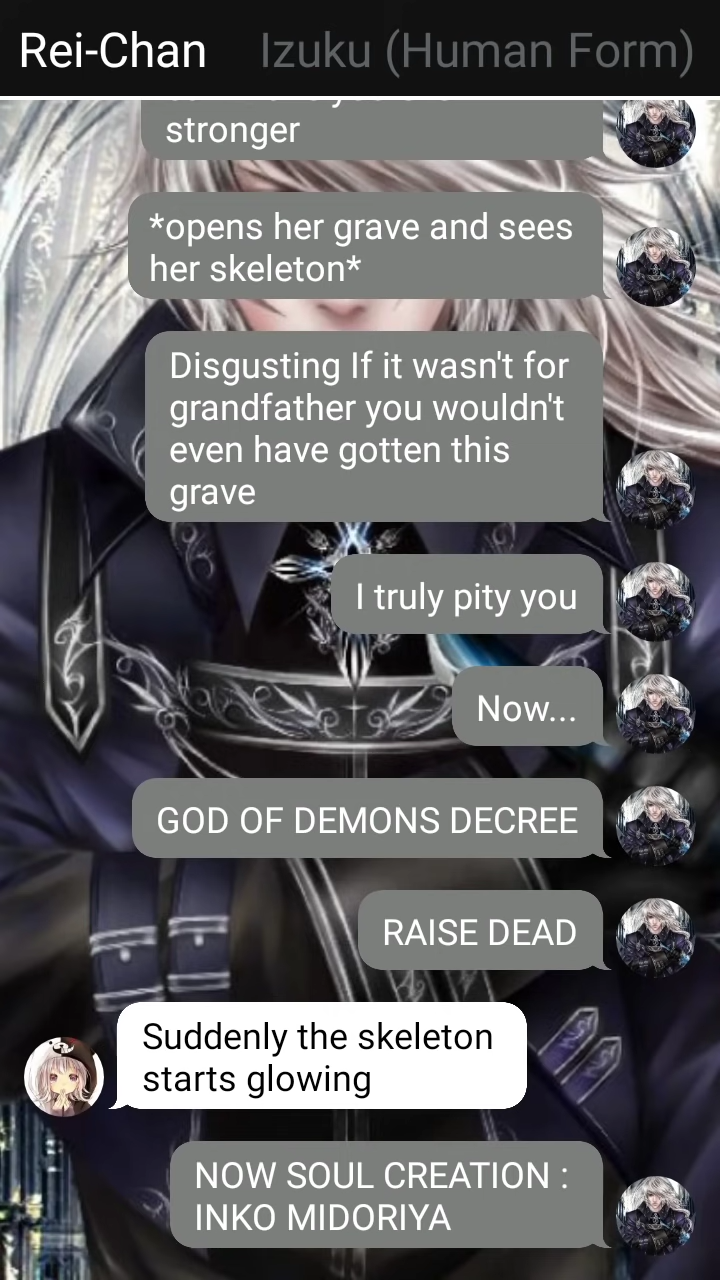 Rei-Chan
Izuku (Human Form)
stronger
*opens her grave and sees
her skeleton*
Disgusting If it wasn't for
grandfather you wouldn't
even have gotten this
grave
I truly pity you
Now...
GOD OF DEMONS DECREE
RAISE DEAD
Suddenly the skeleton
starts glowing
NOW SOUL CREATION :
INKO MIDORIYA